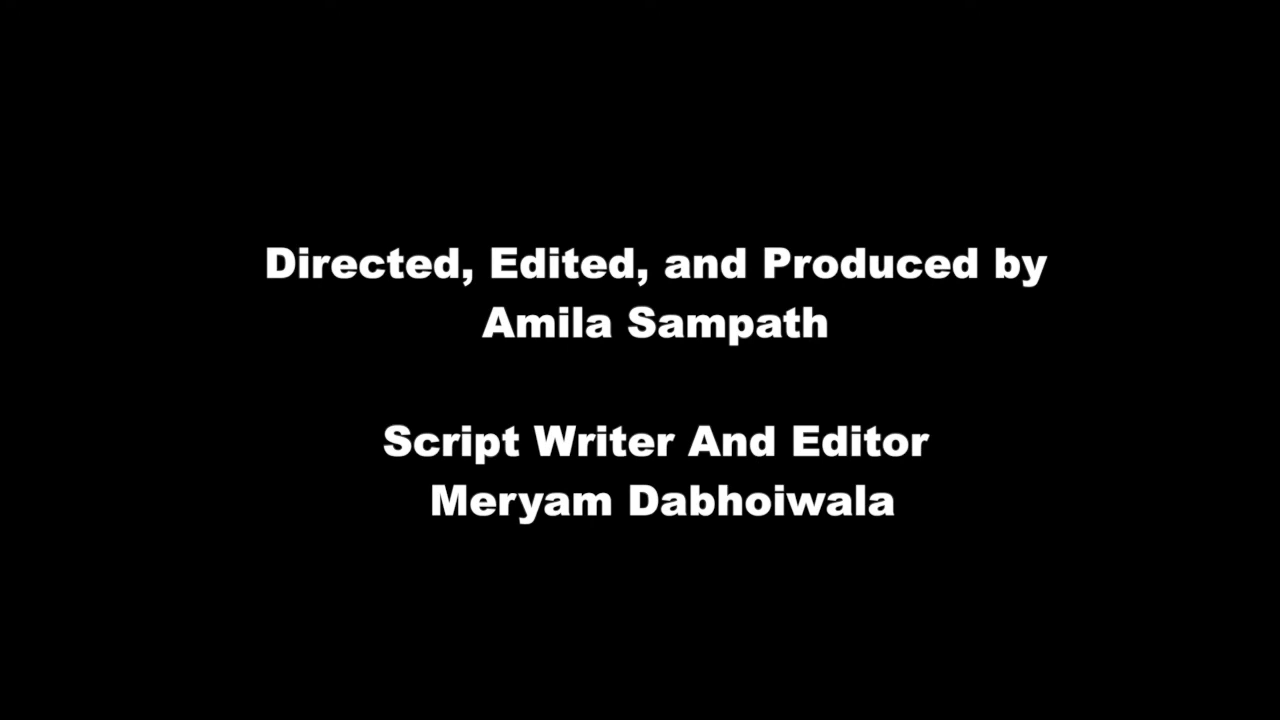 Directed, Edited, and Produced by
Amila Sampath
Script Writer And Editor
Meryam Dabhoiwala